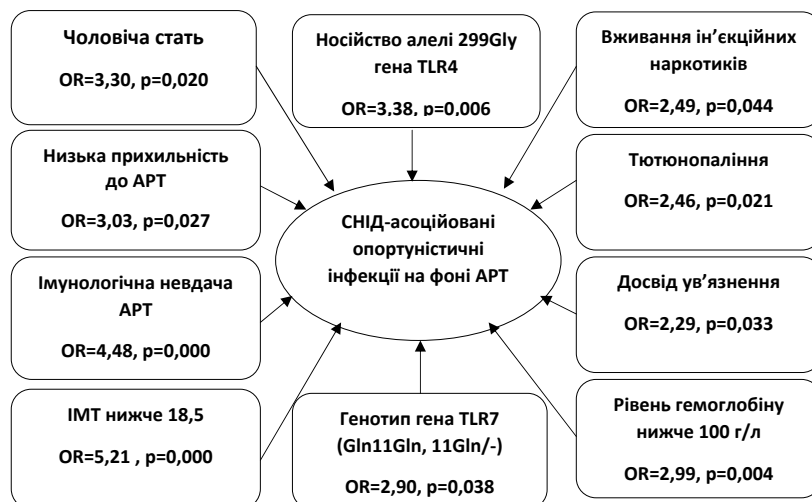 Чоловіча стать
OR=3,30, p=0,020
Носійство алелі 299Gly
гена TLR4
OR=3,38, p=0,006
Вживання ін’єкційних
наркотиків
OR=2,49, p=0,044
Низька прихильність
до АРТ
OR=3,03, p=0,027
Тютюнопаління
OR=2,46, p=0,021
СНІД-асоційовані
опортуністичні
інфекції на фоні АРТ
Імунологічна невдача
АРТ
OR=4,48, p=0,000
Досвід ув’язнення
OR=2,29, p=0,033
ІМТ нижче 18,5
OR=5,21 , p=0,000
Генотип гена TLR7
(Gln11Gln, 11Gln/-)
OR=2,90, p=0,038
Рівень гемоглобіну
нижче 100 г/л
OR=2,99, p=0,004